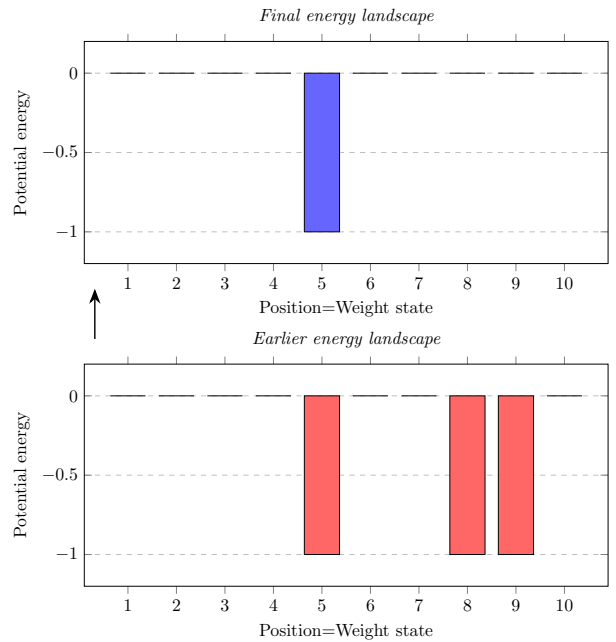 Final energy landscape
Potential energy
0
−0.5
−1
1 2 3 4 5 6 7 8 9 10
Position=Weight state
Earlier energy landscape
Potential energy
0
−0.5
−1
1 2 3 4 5 6 7 8 9 10
Position=Weight state